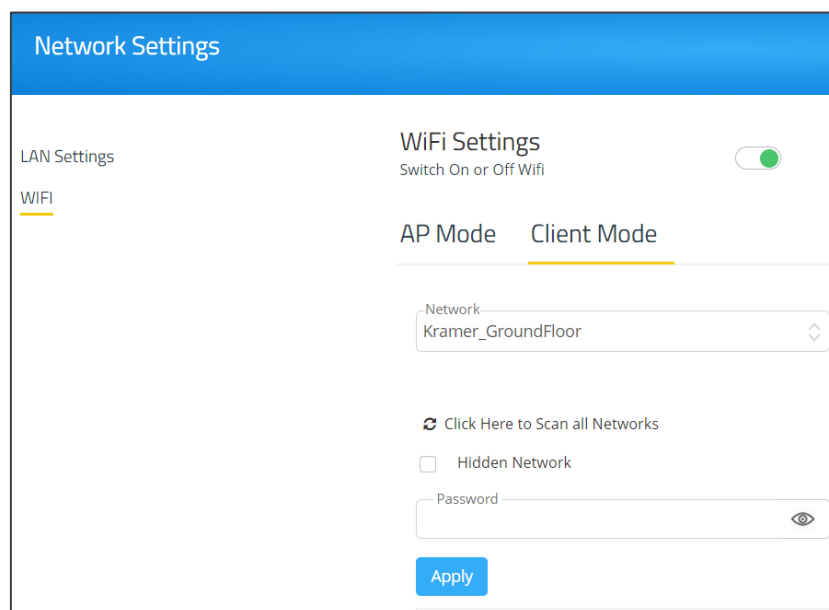 Network Settings
LAN Settings
WIFI
WiFi Settings
Switch On or Off Wifi
AP Mode Client Mode
Network
Kramer_GroundFloor
Click Here to Scan all Networks
Hidden Network
Password
Apply